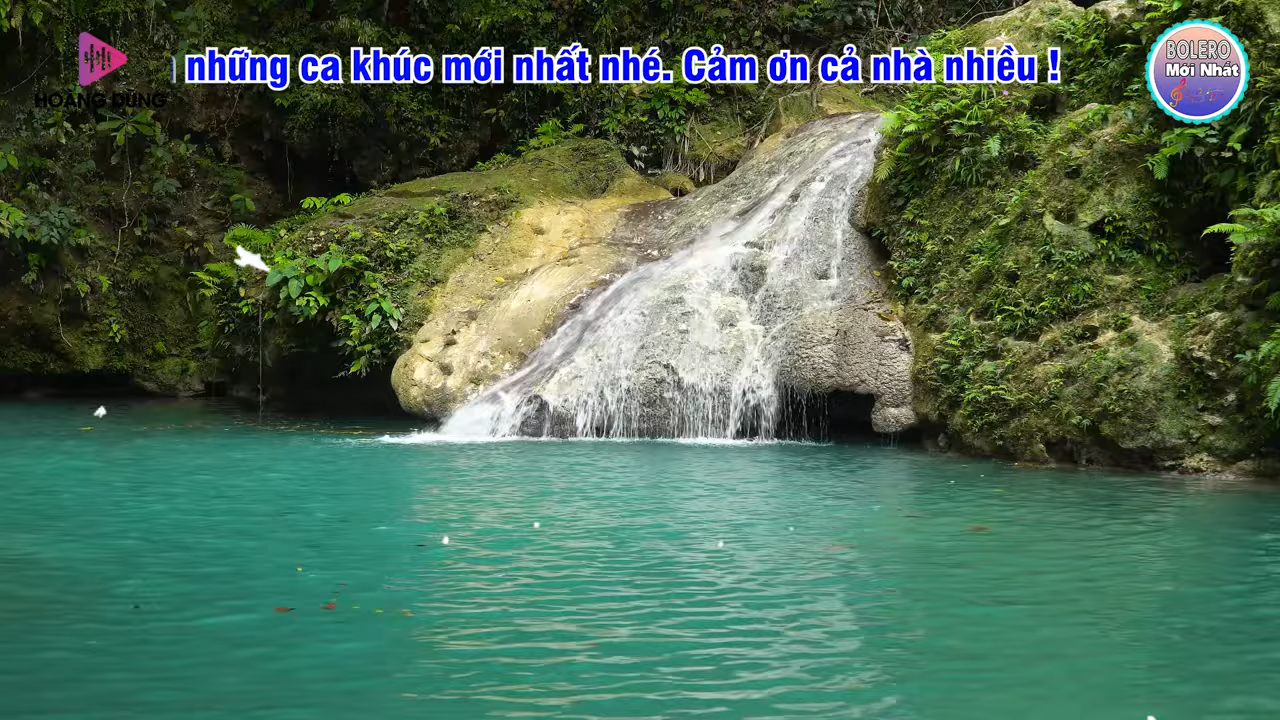 những ca khúc mới nhất nhé. Cảm ơn cả nhà nhiều !
HOÀNG DŨNG
BOLERO
Mới Nhất